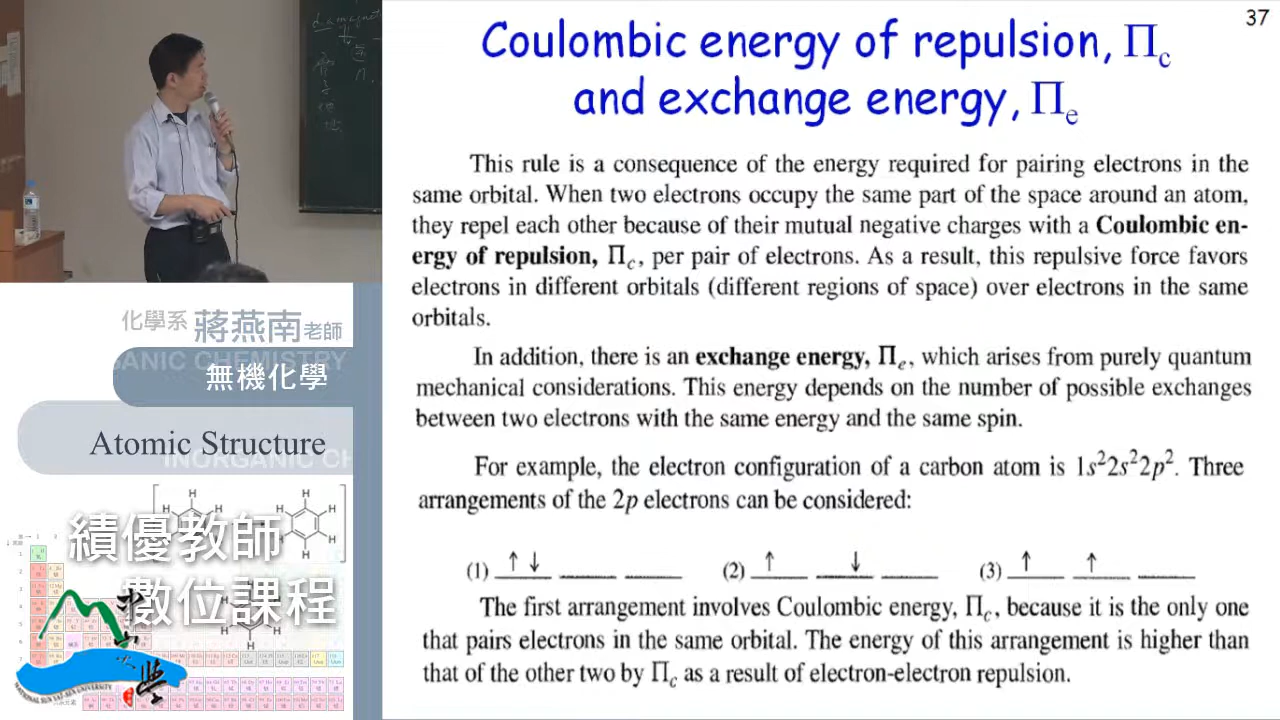 37
Coulombic energy of repulsion, Πc
and exchange energy, Πe
This rule is a consequence of the energy required for pairing electrons in the
same orbital. When two electrons occupy the same part of the space around an atom,
they repel each other because of their mutual negative charges with a Coulombic en-
ergy of repulsion, Πc, per pair of electrons. As a result, this repulsive force favors
electrons in different orbitals (different regions of space) over electrons in the same
orbitals.
In addition, there is an exchange energy, Πe, which arises from purely quantum
mechanical considerations. This energy depends on the number of possible exchanges
between two electrons with the same energy and the same spin.
For example, the electron configuration of a carbon atom is 1s²2s²2p². Three
arrangements of the 2p electrons can be considered:
(1) ↑ ↓ (2) ↑ ↓ (3) ↑ ↑
The first arrangement involves Coulombic energy, Πc, because it is the only one
that pairs electrons in the same orbital. The energy of this arrangement is higher than
that of the other two by Πc as a result of electron-electron repulsion.
化學系 蔣燕南老師
GANIC CHEMISTRY
無機化學
Atomic Structure
INORGANIC CH
績優教師
數位課程
NATIONAL SUN YAT-SEN UNIVERSITY